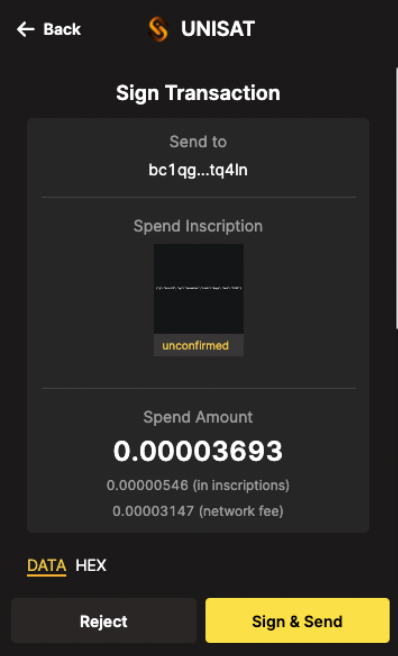 ← Back
UNISAT
Sign Transaction
Send to
bc1qg...tq4ln
Spend Inscription
unconfirmed
Spend Amount
0.00003693
0.00000546 (in inscriptions)
0.00003147 (network fee)
DATA HEX
Reject
Sign & Send